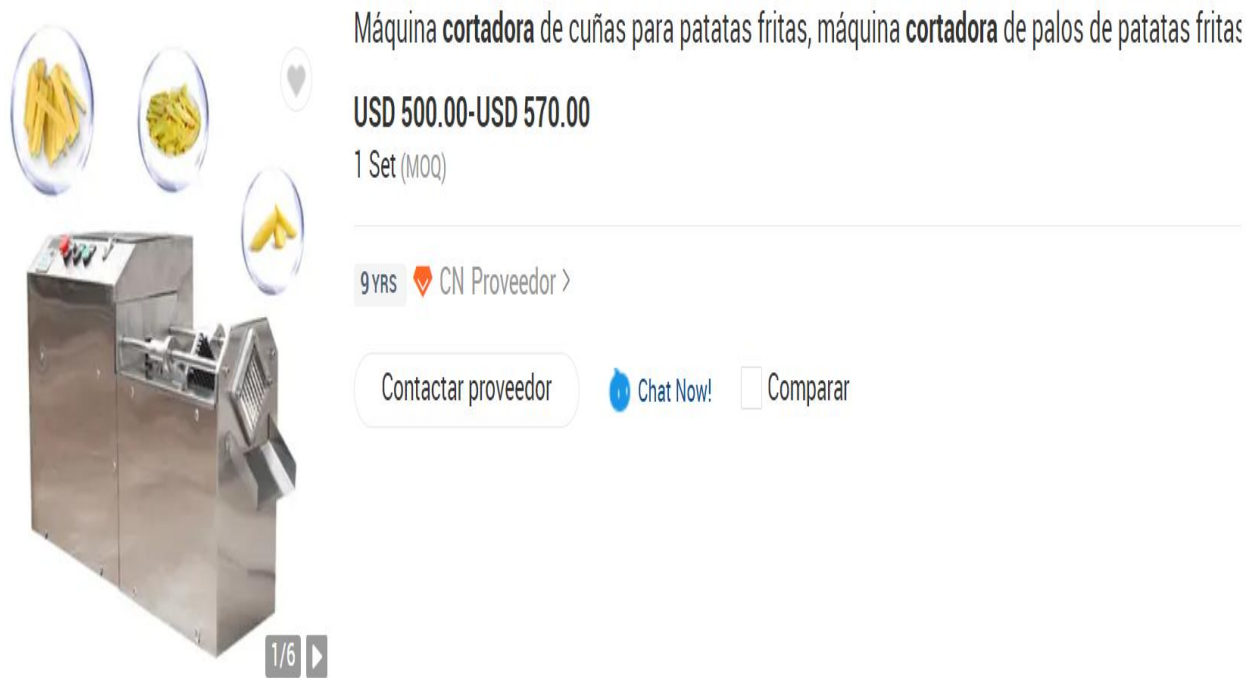 Máquina cortadora de cuñas para patatas fritas, máquina cortadora de palos de patatas fritas
USD 500.00-USD 570.00
1 Set (MOQ)
9 YRS CN Proveedor >
Contactar proveedor
Chat Now!
Comparar
1/6